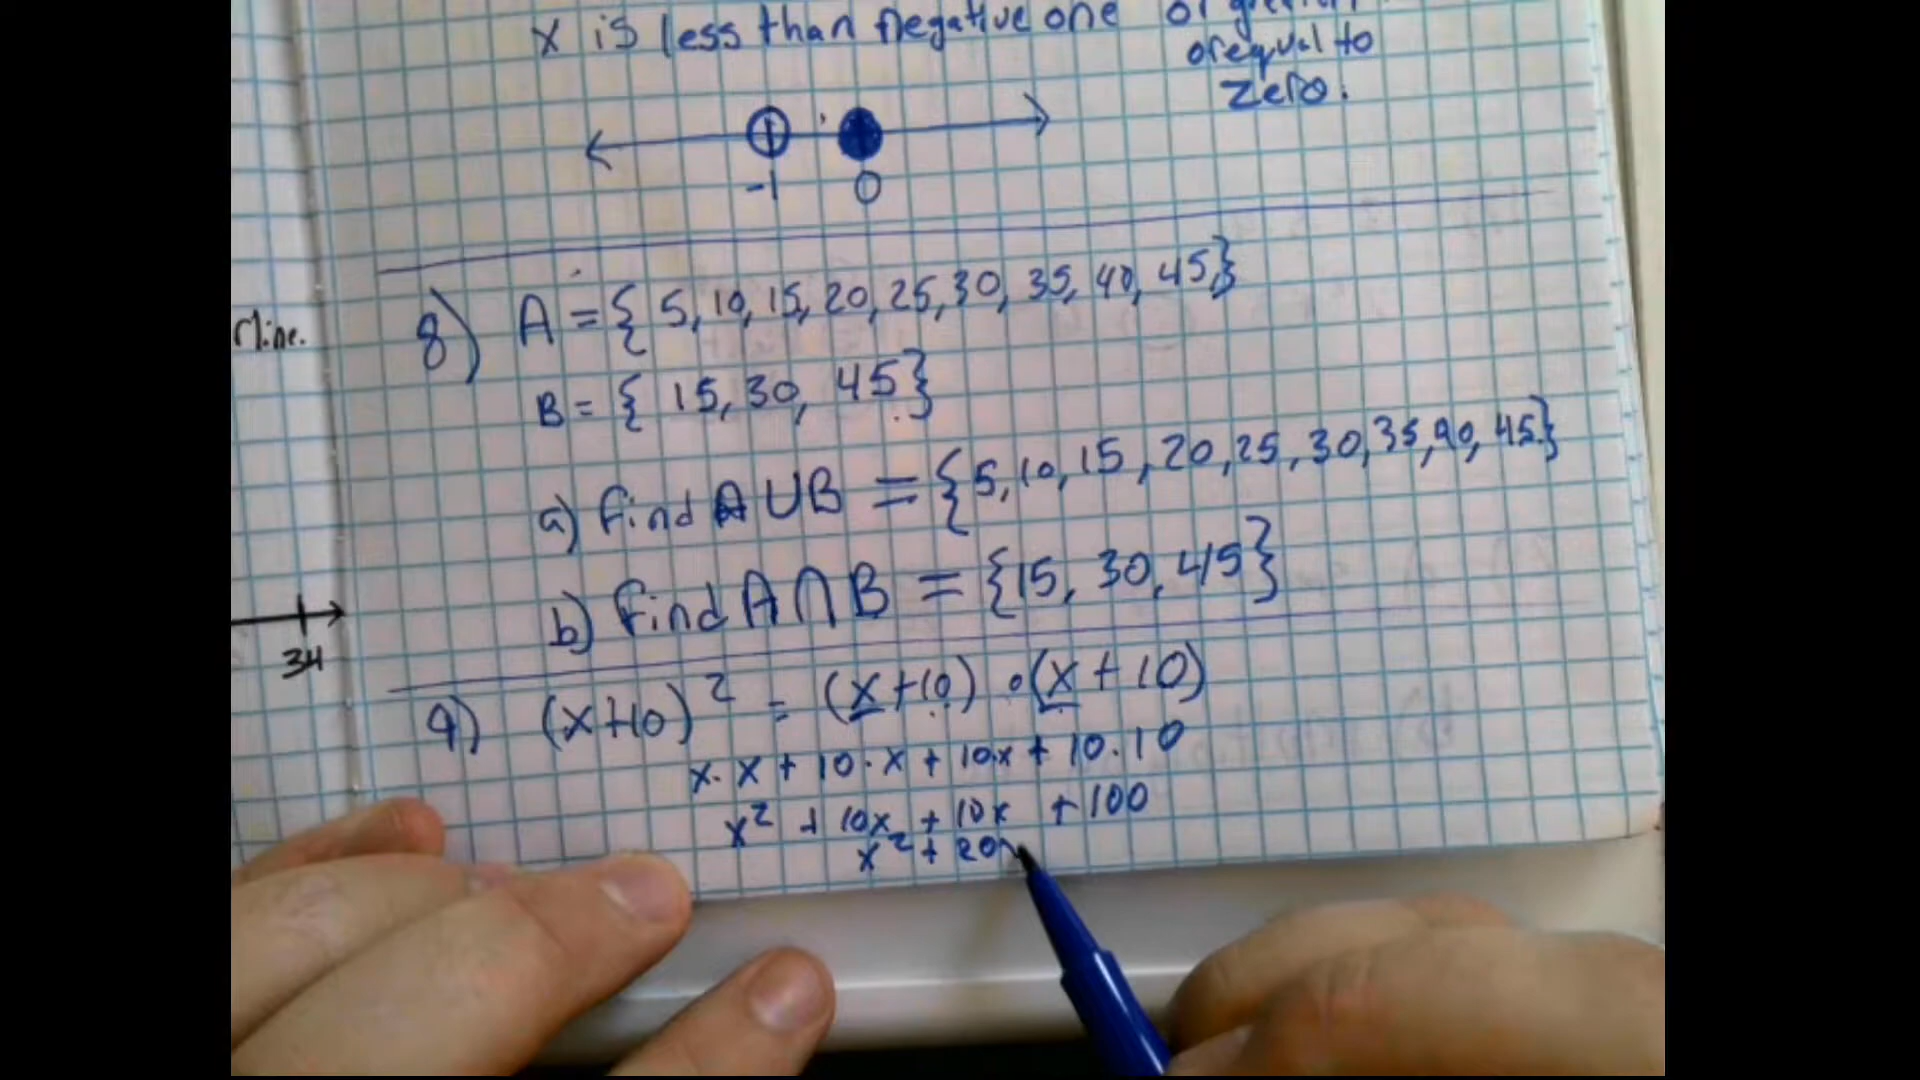 x is less than negative one or greater
or equal to
zero.
-1 0
8) A = { 5, 10, 15, 20, 25, 30, 35, 40, 45}
B = { 15, 30, 45}
a) find A ∪ B = {5, 10, 15, 20, 25, 30, 35, 40, 45}
b) find A ∩ B = {15, 30, 45}
34
9) (x+10)² = (x+10) • (x+10)
x · x + 10 · x + 10·x + 10 · 10
x² + 10x + 10x + 100
x² + 20x